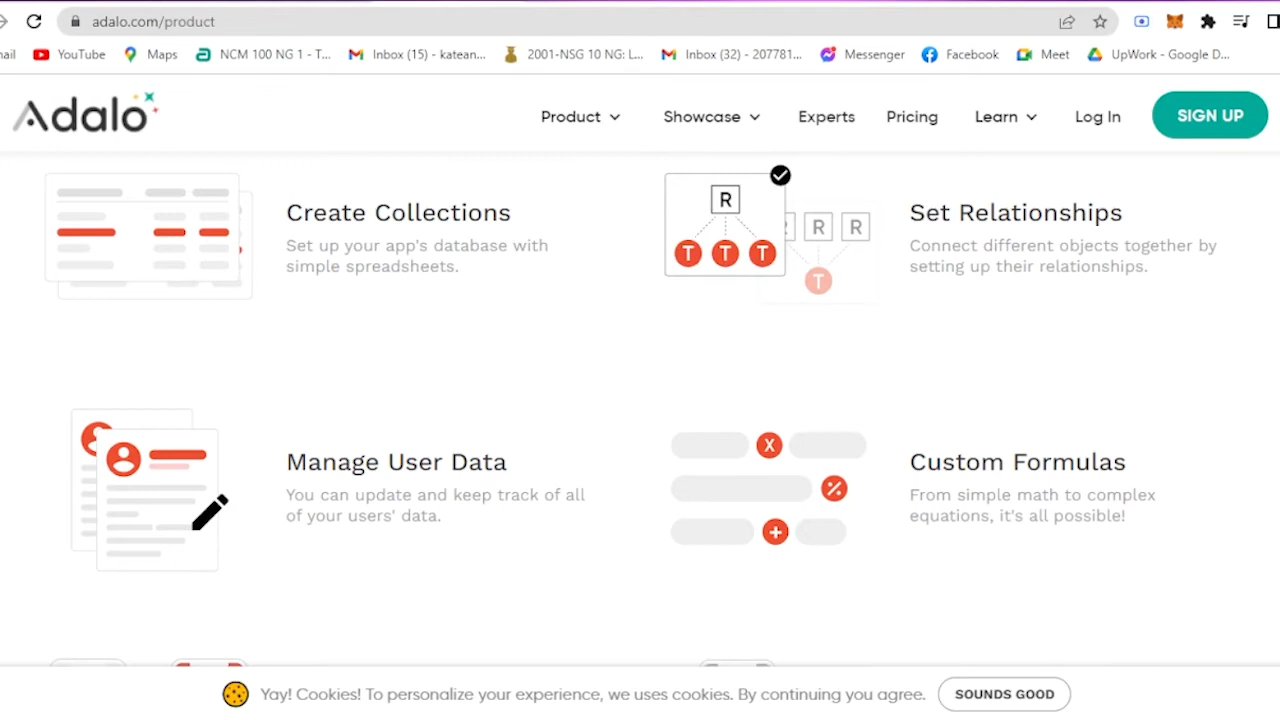 adalo.com/product
ail YouTube Maps NCM 100 NG 1 - T... Inbox (15) - katean... 2001-NSG 10 NG: L... Inbox (32) - 207781... Messenger Facebook Meet UpWork - Google D...
Adalo Product Showcase Experts Pricing Learn Log In SIGN UP
R
R R
T T T
T
Create Collections
Set up your app's database with
simple spreadsheets.
Set Relationships
Connect different objects together by
setting up their relationships.
Manage User Data
You can update and keep track of all
of your users' data.
X
%
+
Custom Formulas
From simple math to complex
equations, it's all possible!
Yay! Cookies! To personalize your experience, we uses cookies. By continuing you agree. SOUNDS GOOD